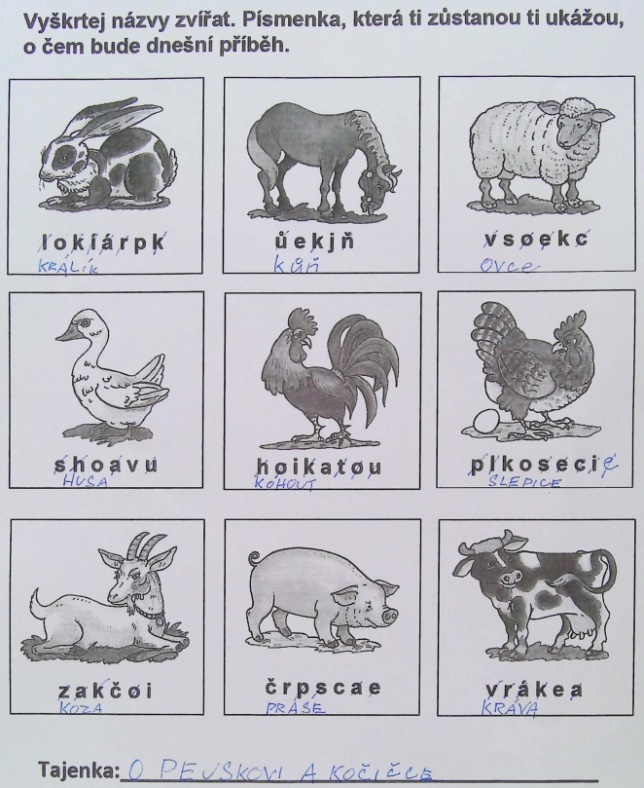 Vyškrtej názvy zvířat. Písmenka, která ti zůstanou ti ukážou,
o čem bude dnešní příběh.
lokíárpk
ůekjň
vsoekc
KRÁLÍK
KŮŇ
OVCE
shoavu
hoikatou
plkosecie
HUSA
KOHOUT
SLEPICE
zakčoi
črpscae
vrákea
KOZA
PRASE
KRÁVA
Tajenka: O PEJSKOVI A KOČIČCE